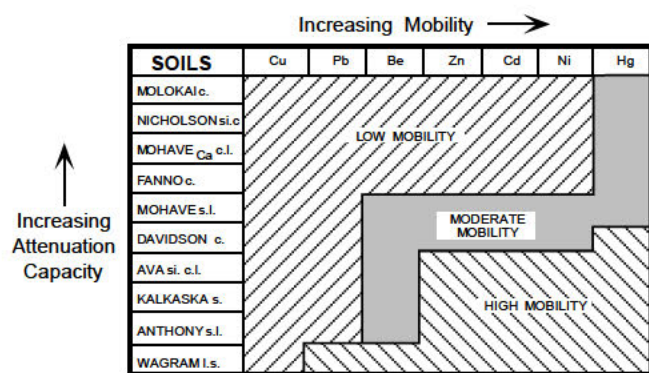 Increasing Mobility
SOILS Cu Pb Be Zn Cd Ni Hg
MOLOKAI c.
NICHOLSON si.c
MOHAVE Ca c.l.
FANNO c.
MOHAVE s.l.
DAVIDSON c.
AVA si. c.l.
KALKASKA s.
ANTHONY s.l.
WAGRAM l.s.
LOW MOBILITY
MODERATE
MOBILITY
HIGH MOBILITY
Increasing
Attenuation
Capacity